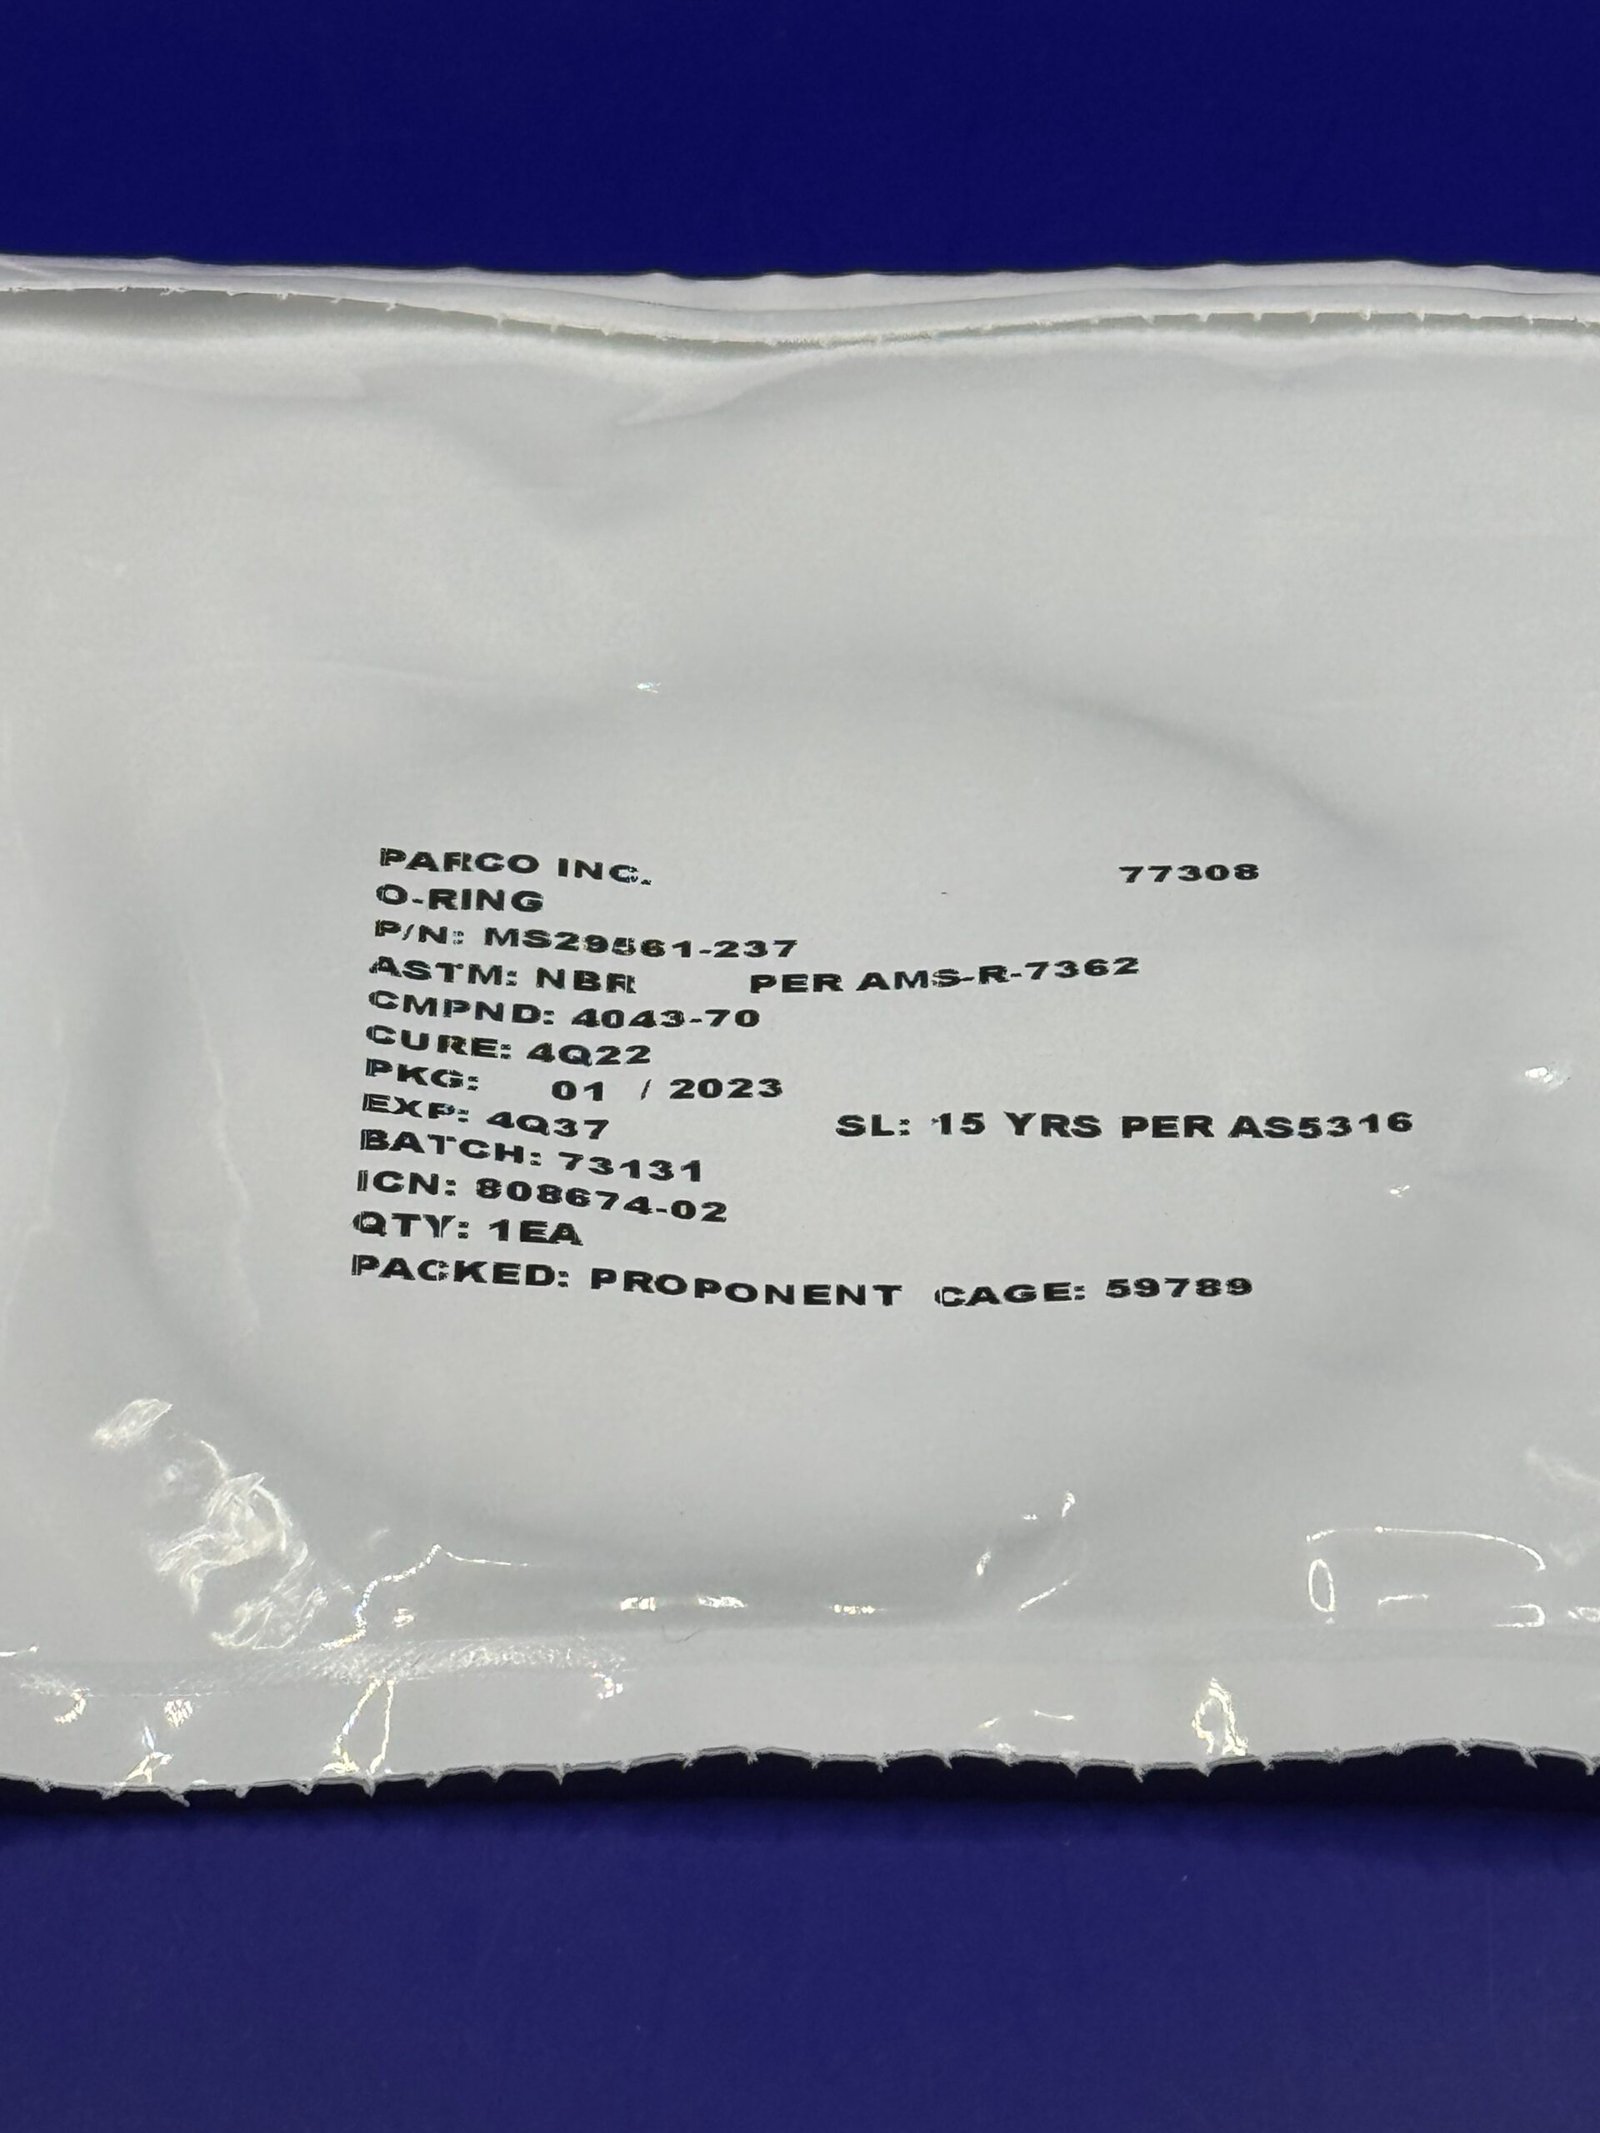 PARCO INC. 77308
O-RING
P/N: MS29561-237
ASTM: NBR PER AMS-R-7362
CMPND: 4043-70
CURE: 4Q22
PKG: 01 / 2023
EXP: 4Q37 SL: 15 YRS PER AS5316
BATCH: 73131
ICN: 808674-02
QTY: 1EA
PACKED: PROPONENT CAGE: 59789